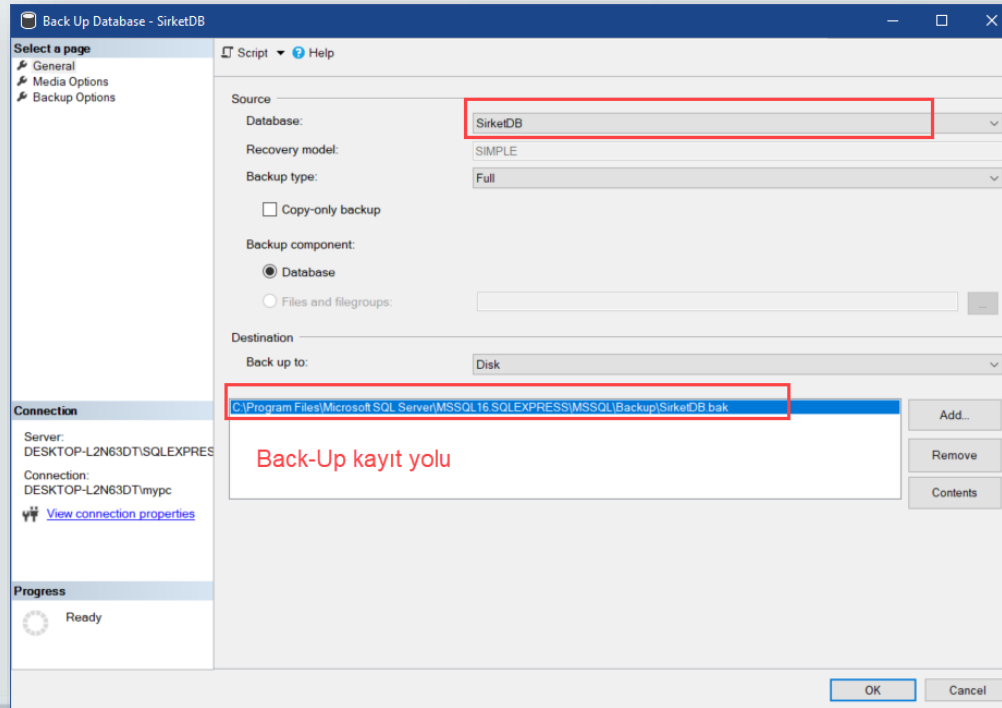 Back Up Database - SirketDB
Select a page
General
Media Options
Backup Options
Script
Help
Source
Database:
SirketDB
Recovery model:
SIMPLE
Backup type:
Full
Copy-only backup
Backup component:
Database
Files and filegroups:
...
Destination
Back up to:
Disk
C:\Program Files\Microsoft SQL Server\MSSQL16.SQLEXPRESS\MSSQL\Backup\SirketDB.bak
Back-Up kayıt yolu
Add...
Remove
Contents
Connection
Server:
DESKTOP-L2N63DT\SQLEXPRES
Connection:
DESKTOP-L2N63DT\mypc
View connection properties
Progress
Ready
OK
Cancel